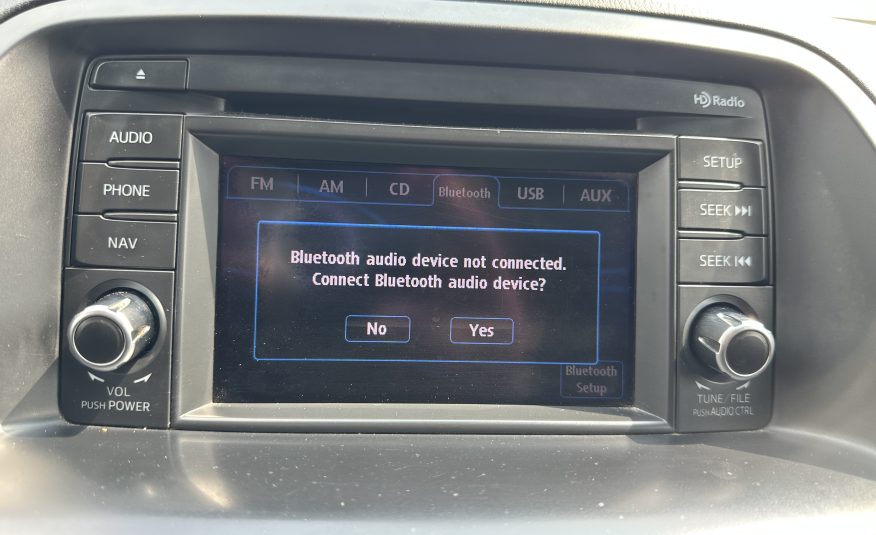 HD Radio
AUDIO
PHONE
NAV
VOL
PUSH POWER
FM AM CD Bluetooth USB AUX
Bluetooth audio device not connected.
Connect Bluetooth audio device?
No Yes
Bluetooth
Setup
SETUP
SEEK
SEEK
TUNE / FILE
PUSH AUDIO CTRL